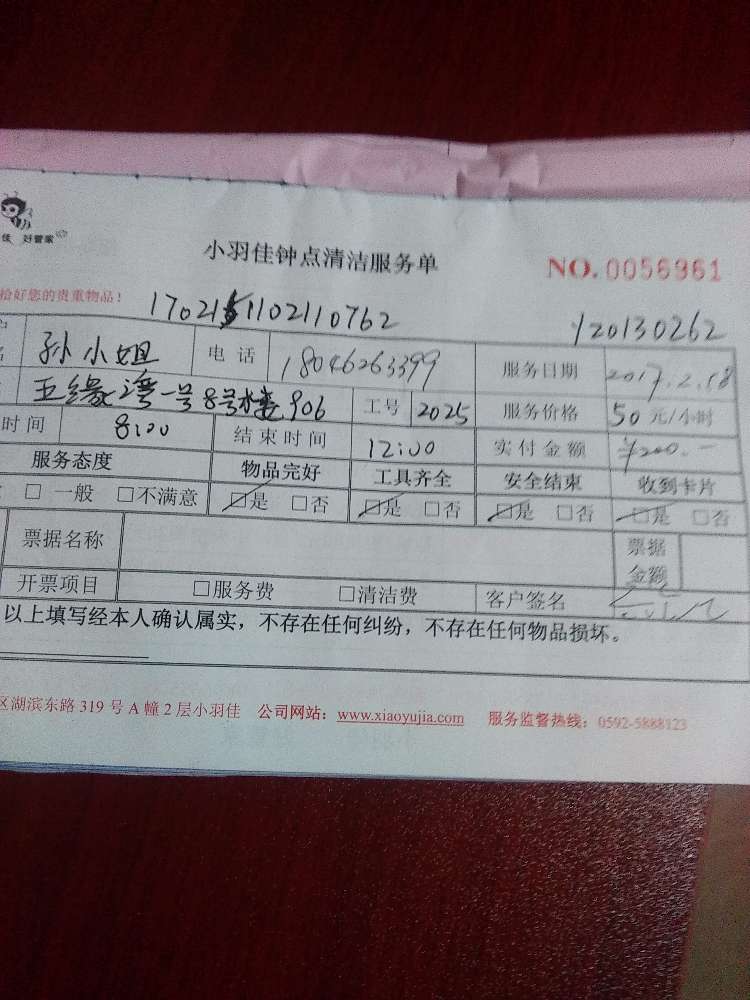 佳 好管家
小羽佳钟点清洁服务单 NO.0056961
拾好您的贵重物品！
1702151102110762 Y20130262
名 孙小姐 电话 18046263399 服务日期 2017.2.18
五缘湾一号8号楼906 工号 2025 服务价格 50元/小时
时间 8:00 结束时间 12:00 实付金额 ¥200.-
服务态度 物品完好 工具齐全 安全结束 收到卡片
□一般 □不满意 □是 □否 □是 □否 □是 □否 □是 □否
票据名称 票据金额
开票项目 □服务费 □清洁费 客户签名
以上填写经本人确认属实，不存在任何纠纷，不存在任何物品损坏。
区湖滨东路319号A幢2层小羽佳 公司网站：www.xiaoyujia.com 服务监督热线：0592-5888123